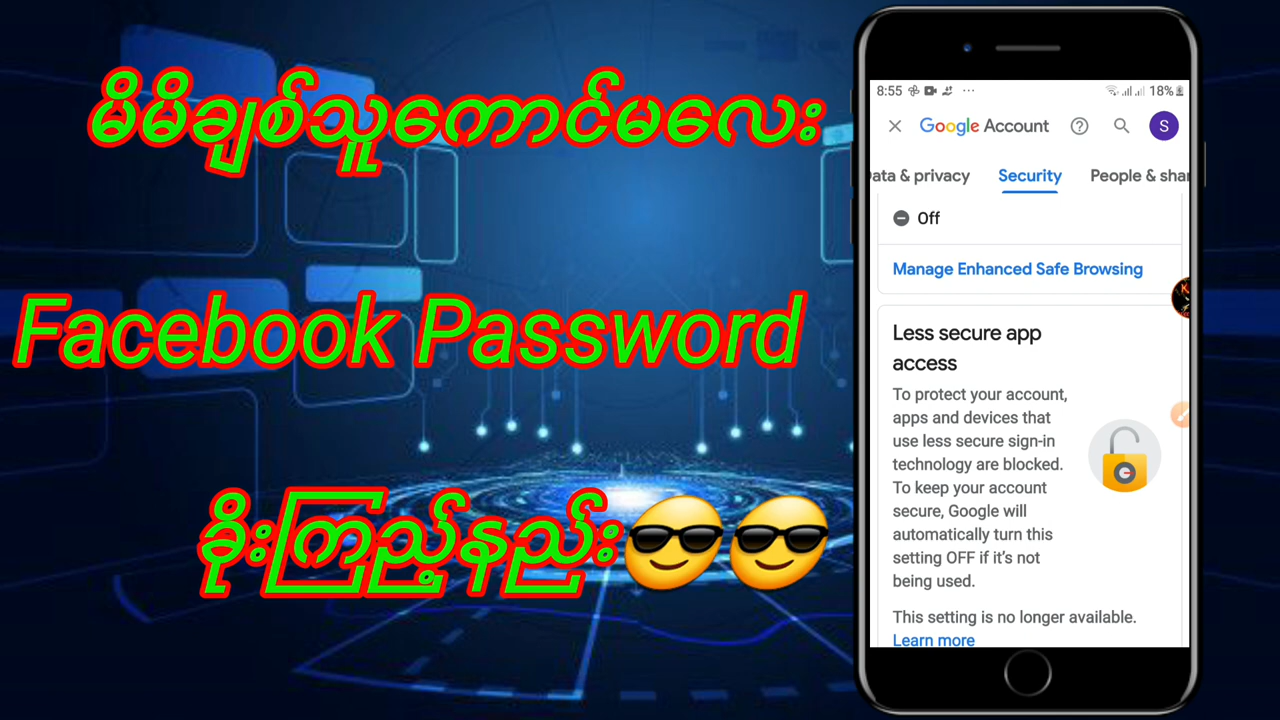 မိမိချစ်သူကောင်မလေး
Facebook Password
ခိုးကြည့်နည်း😎😎
8:55
18%
Google Account
S
ata & privacy
Security
People & shar
Off
Manage Enhanced Safe Browsing
Less secure app
access
To protect your account,
apps and devices that
use less secure sign-in
technology are blocked.
To keep your account
secure, Google will
automatically turn this
setting OFF if it's not
being used.
This setting is no longer available.
Learn more